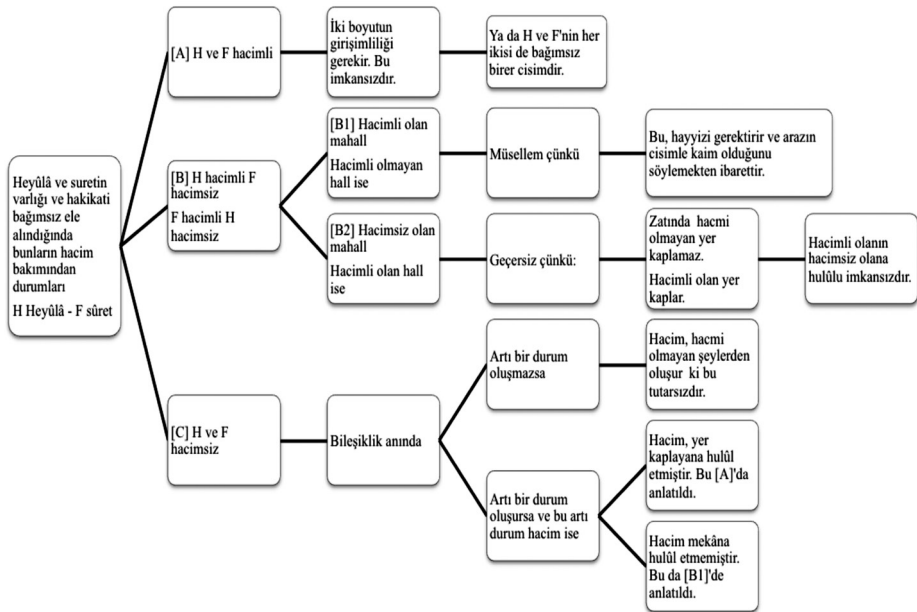 Heyûlâ ve suretin
varlığı ve hakikati
bağımsız ele
alındığında
bunların hacim
bakımından
durumları
H Heyûlâ - F sûret
[A] H ve F hacimli
İki boyutun
girişimliliği
gerekir. Bu
imkansızdır.
Ya da H ve F'nin her
ikisi de bağımsız
birer cisimdir.
[B] H hacimli F
hacimsiz
F hacimli H
hacimsiz
[B1] Hacimli olan
mahall
Hacimli olmayan
hall ise
Müsellem çünkü
Bu, hayyizi gerektirir ve arazın
cisimle kaim olduğunu
söylemekten ibarettir.
[B2] Hacimsiz olan
mahall
Hacimli olan hall
ise
Geçersiz çünkü:
Zatında hacmi
olmayan yer
kaplamaz.
Hacimli olan yer
kaplar.
Hacimli olanın
hacimsiz olana
hulûlu imkansızdır.
[C] H ve F
hacimsiz
Bileşiklik anında
Artı bir durum
oluşmazsa
Hacim, hacmi
olmayan şeylerden
oluşur ki bu
tutarsızdır.
Artı bir durum
oluşursa ve bu artı
durum hacim ise
Hacim, yer
kaplayana hulûl
etmiştir. Bu [A]'da
anlatıldı.
Hacim mekâna
hulûl etmemiştir.
Bu da [B1]'de
anlatıldı.